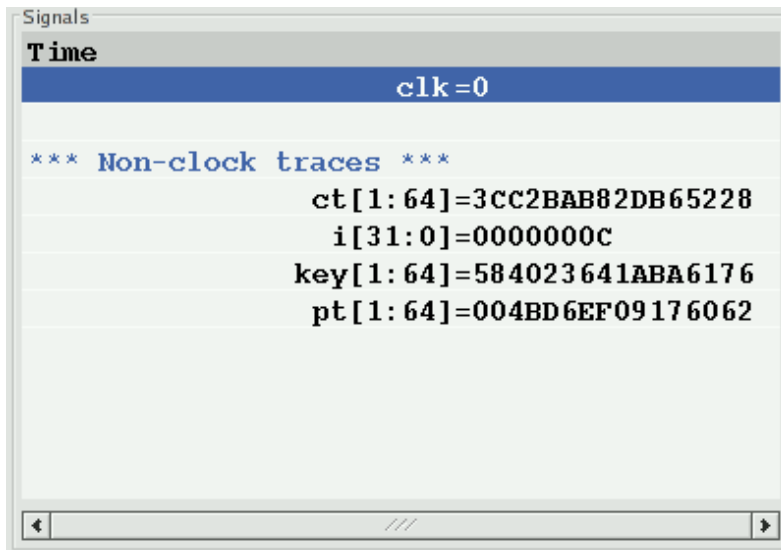 Signals
Time
clk=0
*** Non-clock traces ***
ct[1:64]=3CC2BAB82DB65228
i[31:0]=0000000C
key[1:64]=584023641ABA6176
pt[1:64]=004BD6EF09176062